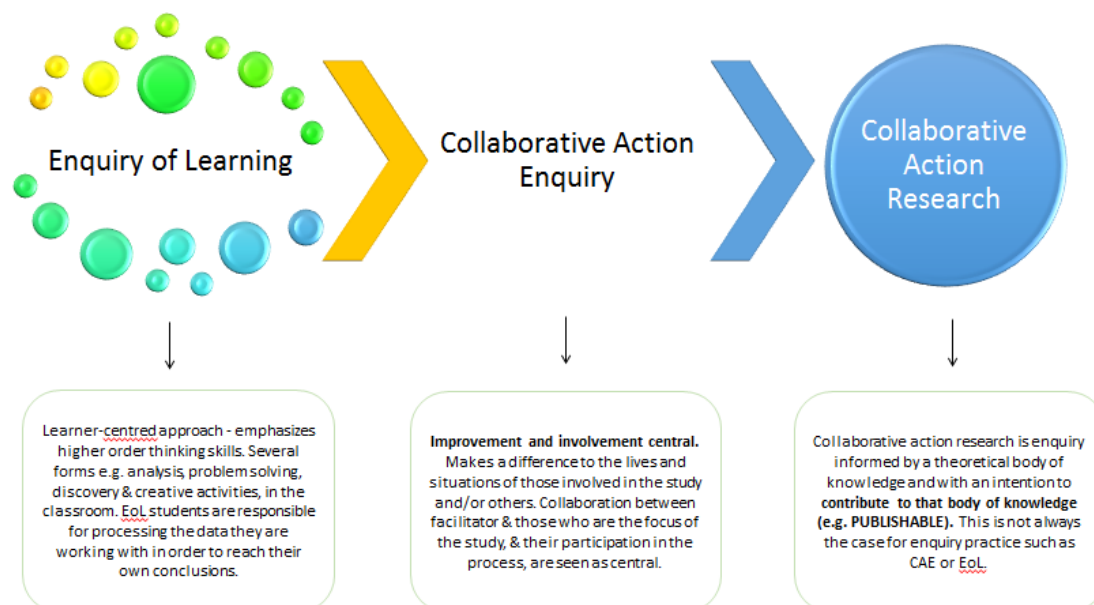 Enquiry of Learning
Collaborative Action
Enquiry
Collaborative
Action
Research
Learner-centred approach - emphasizes
higher order thinking skills. Several
forms e.g. analysis, problem solving,
discovery & creative activities, in the
classroom. EoL students are responsible
for processing the data they are
working with in order to reach their
own conclusions.
Improvement and involvement central.
Makes a difference to the lives and
situations of those involved in the study
and/or others. Collaboration between
facilitator & those who are the focus of
the study, & their participation in the
process, are seen as central.
Collaborative action research is enquiry
informed by a theoretical body of
knowledge and with an intention to
contribute to that body of knowledge
(e.g. PUBLISHABLE). This is not always
the case for enquiry practice such as
CAE or EoL.